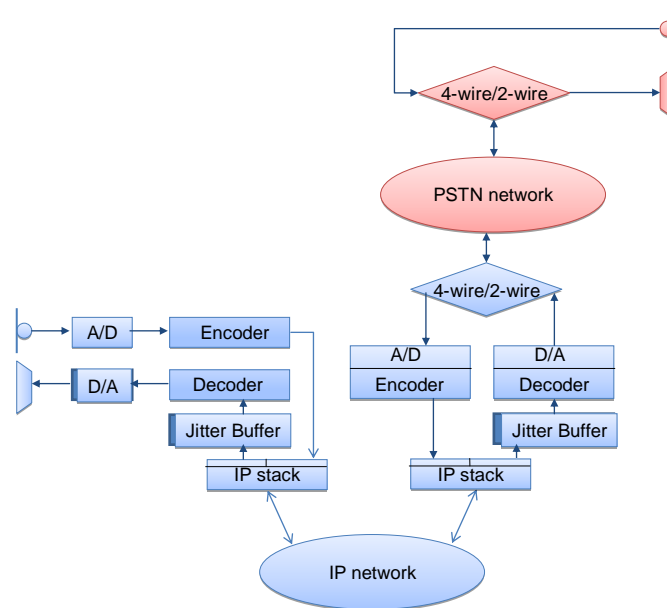 4-wire/2-wire
PSTN network
4-wire/2-wire
A/D
Encoder
D/A
Decoder
Jitter Buffer
IP stack
A/D
Encoder
D/A
Decoder
Jitter Buffer
IP stack
IP network